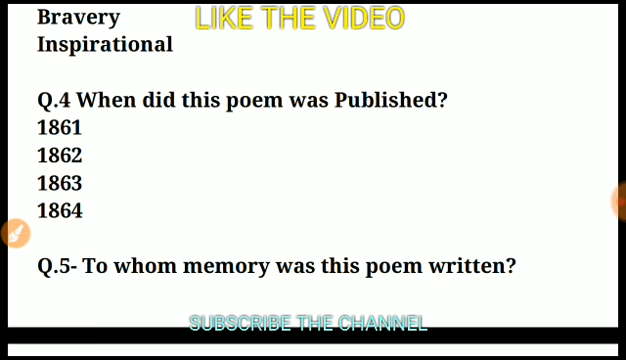 Bravery
LIKE THE VIDEO
Inspirational
Q.4 When did this poem was Published?
1861
1862
1863
1864
Q.5- To whom memory was this poem written?
SUBSCRIBE THE CHANNEL